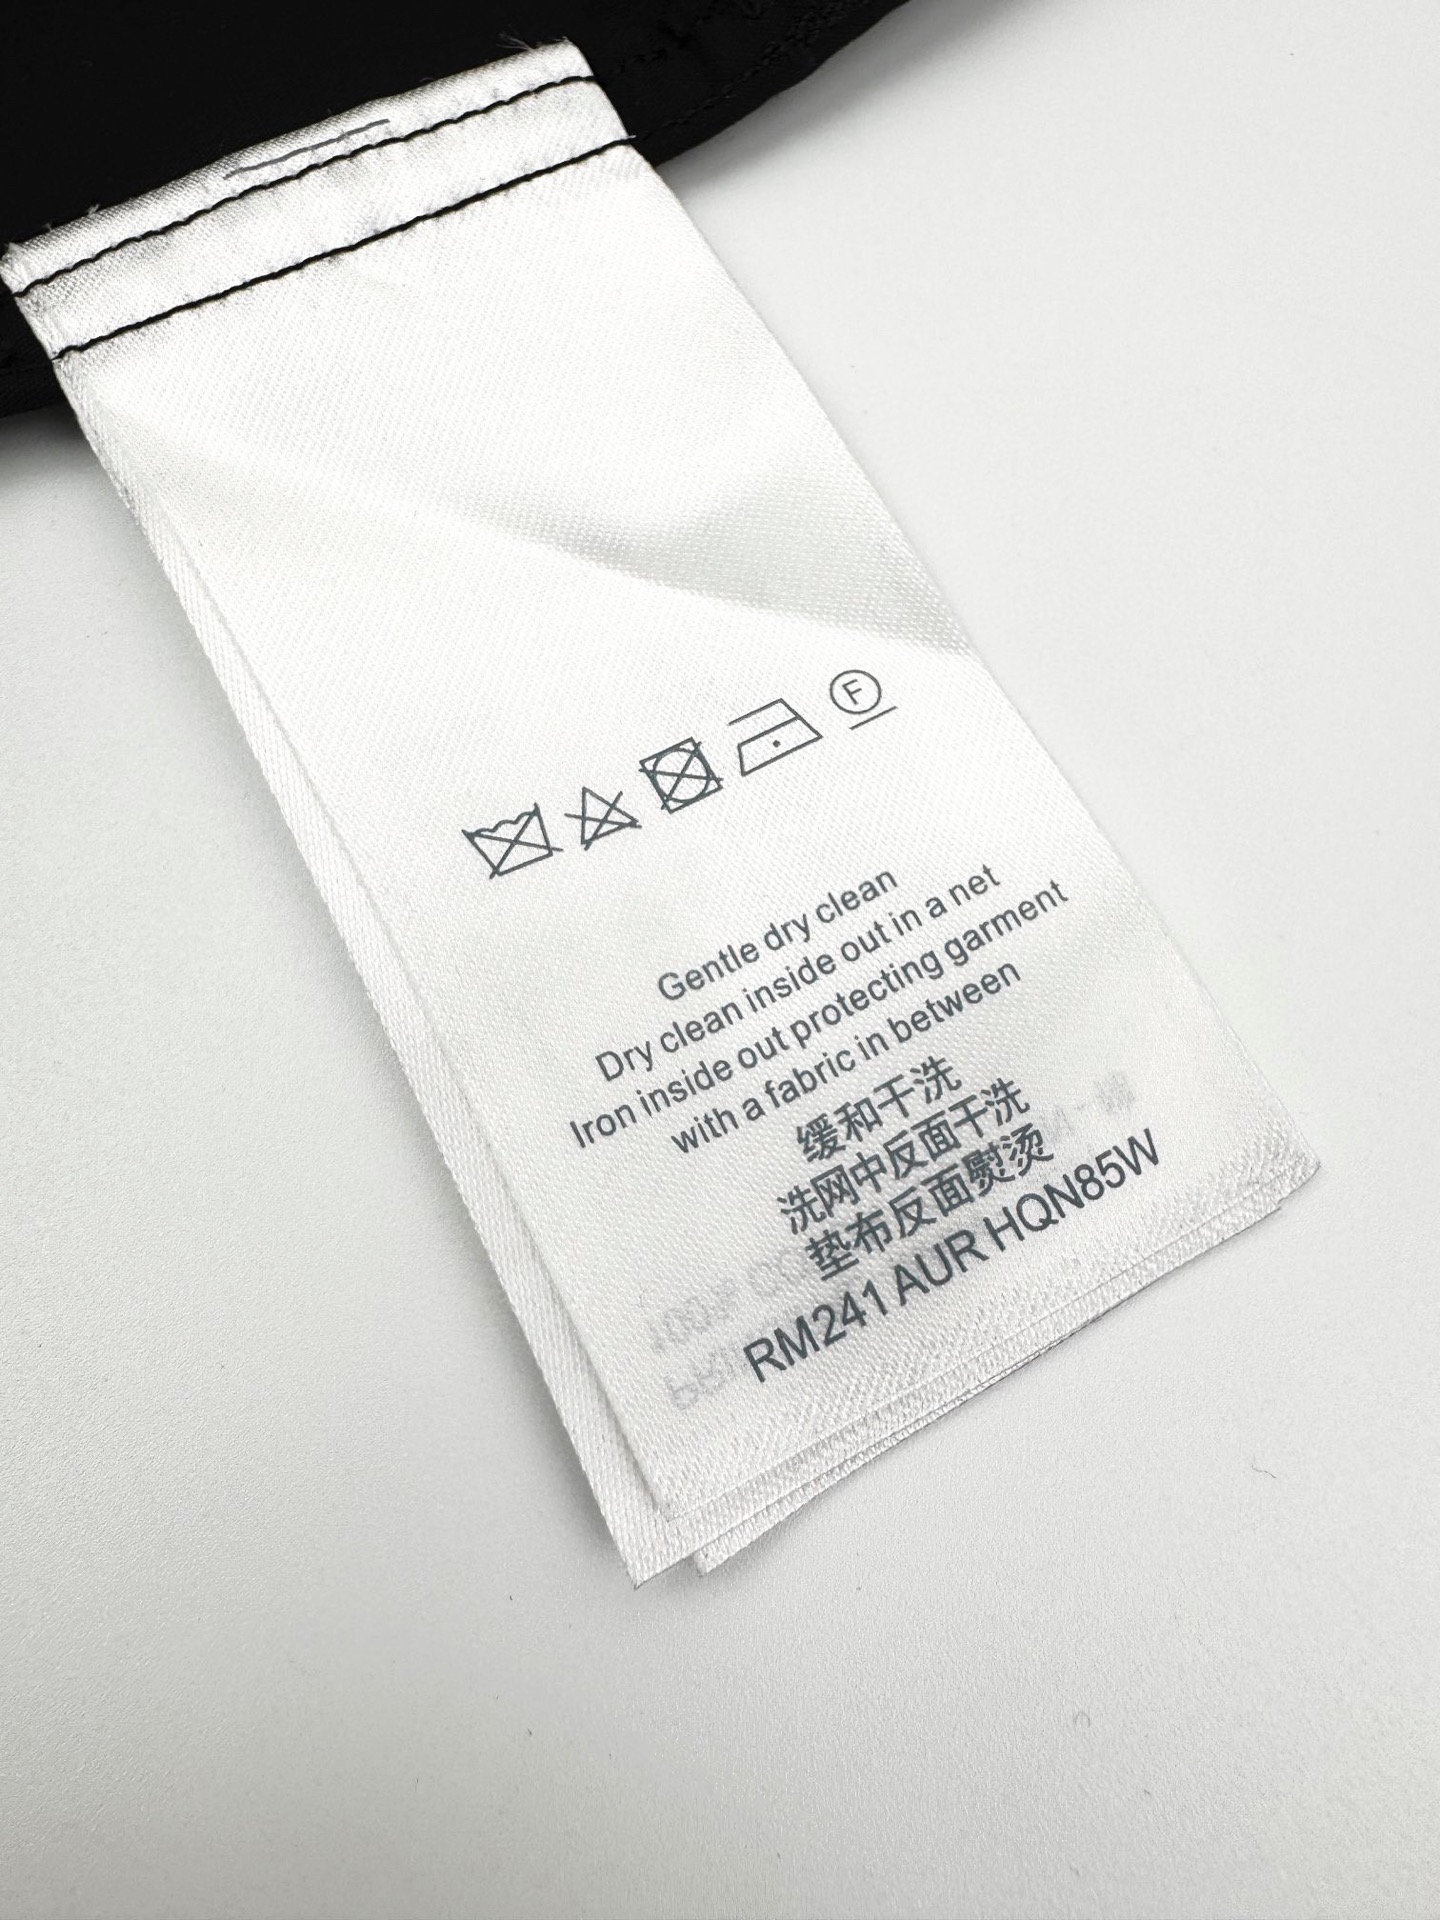 F
Gentle dry clean
Dry clean inside out in a net
Iron inside out protecting garment
with a fabric in between
缓和干洗
洗网中反面干洗
垫布反面熨烫
RM241 AUR HQN85W